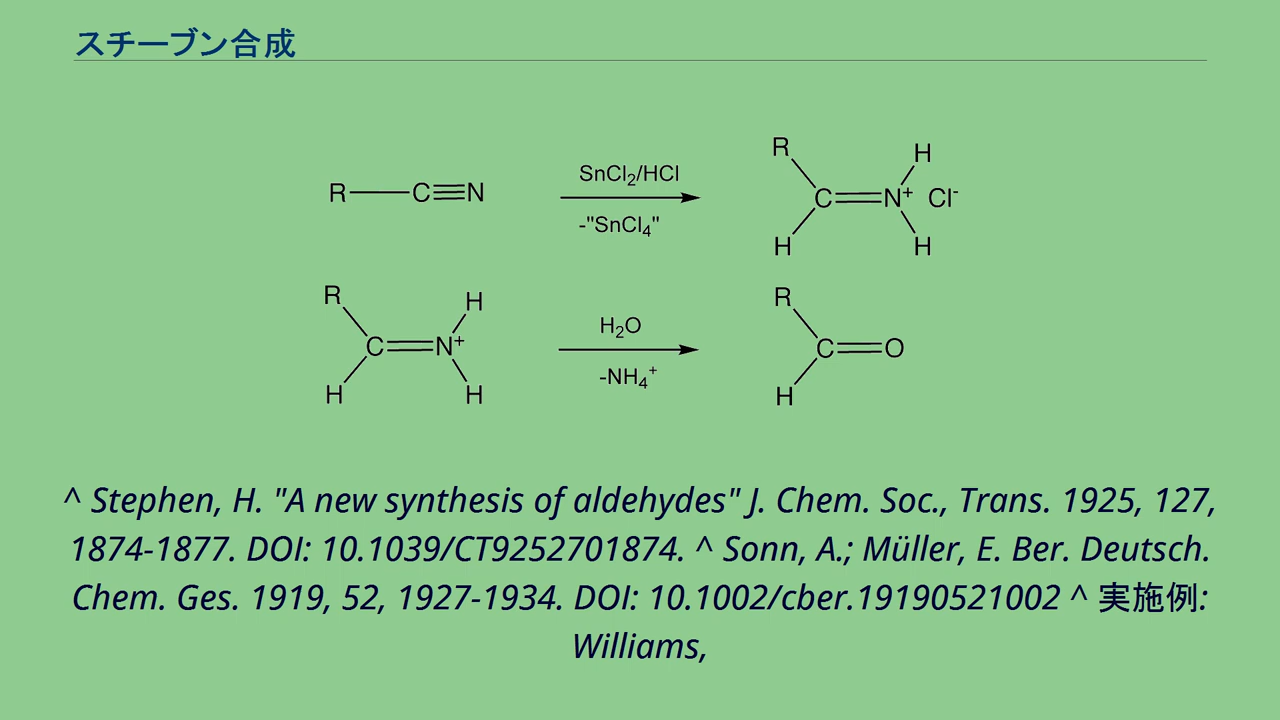 スチーブン合成
R C≡N SnCl₂/HCl -"SnCl₄" R H C=N⁺ H H Cl⁻
R H C=N⁺ H H H₂O -NH₄⁺ R H C=O
^ Stephen, H. "A new synthesis of aldehydes" J. Chem. Soc., Trans. 1925, 127,
1874-1877. DOI: 10.1039/CT9252701874. ^ Sonn, A.; Müller, E. Ber. Deutsch.
Chem. Ges. 1919, 52, 1927-1934. DOI: 10.1002/cber.19190521002 ^ 実施例:
Williams,